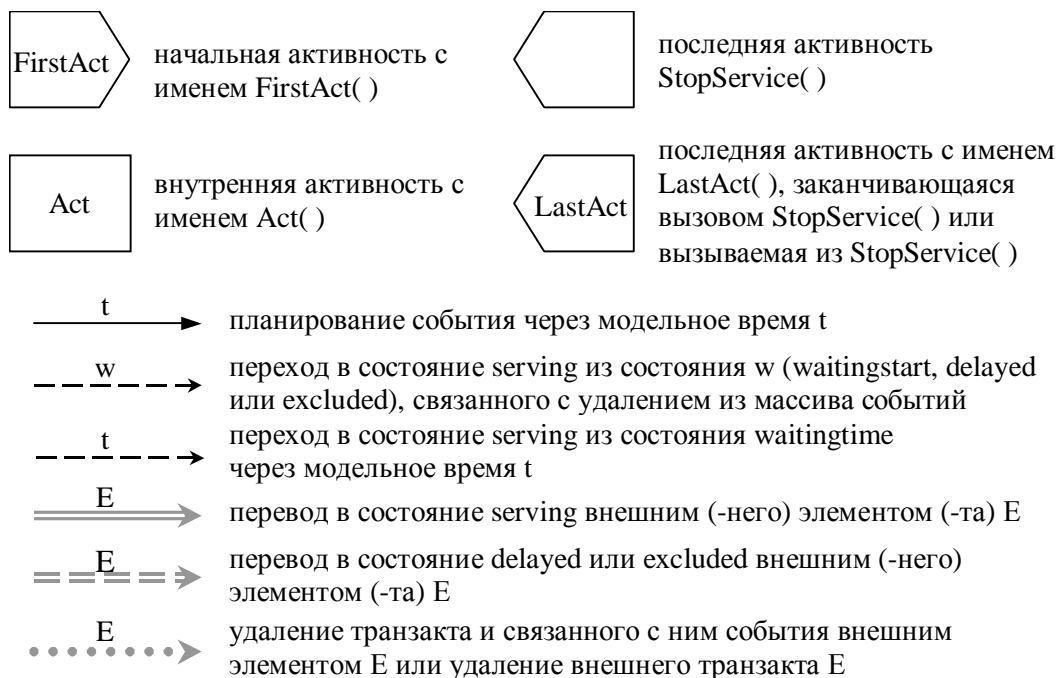 FirstAct
начальная активность с
именем FirstAct( )
последняя активность
StopService( )
Act
внутренняя активность с
именем Act( )
LastAct
последняя активность с именем
LastAct( ), заканчивающаяся
вызовом StopService( ) или
вызываемая из StopService( )
t
планирование события через модельное время t
w
переход в состояние serving из состояния w (waitingstart, delayed
или excluded), связанного с удалением из массива событий
t
переход в состояние serving из состояния waitingtime
через модельное время t
E
перевод в состояние serving внешним (-него) элементом (-та) E
E
перевод в состояние delayed или excluded внешним (-него)
элементом (-та) E
E
удаление транзакта и связанного с ним события внешним
элементом E или удаление внешнего транзакта E